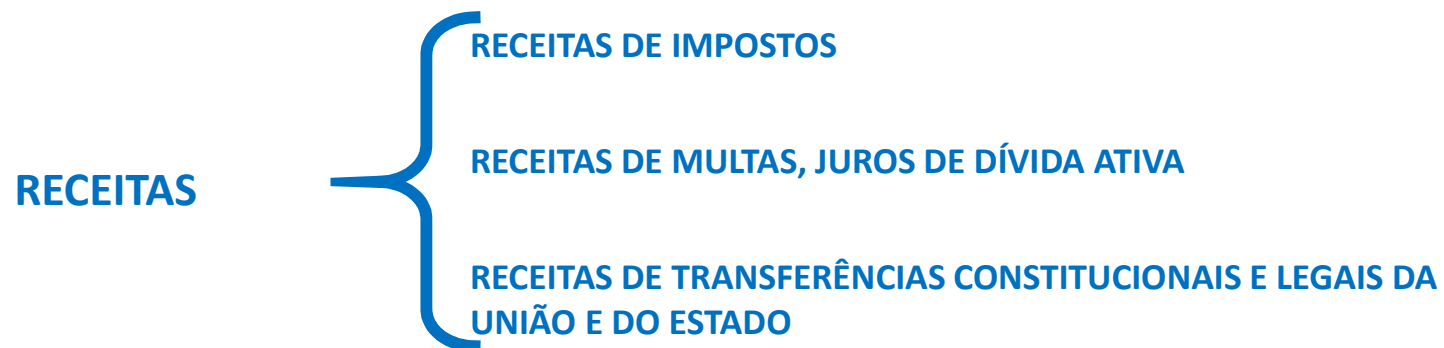 RECEITAS
RECEITAS DE IMPOSTOS
RECEITAS DE MULTAS, JUROS DE DÍVIDA ATIVA
RECEITAS DE TRANSFERÊNCIAS CONSTITUCIONAIS E LEGAIS DA
UNIÃO E DO ESTADO